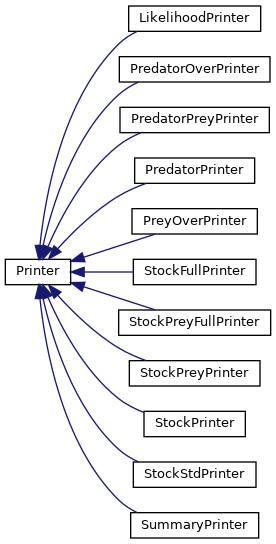 LikelihoodPrinter
PredatorOverPrinter
PredatorPreyPrinter
PredatorPrinter
PreyOverPrinter
Printer
StockFullPrinter
StockPreyFullPrinter
StockPreyPrinter
StockPrinter
StockStdPrinter
SummaryPrinter